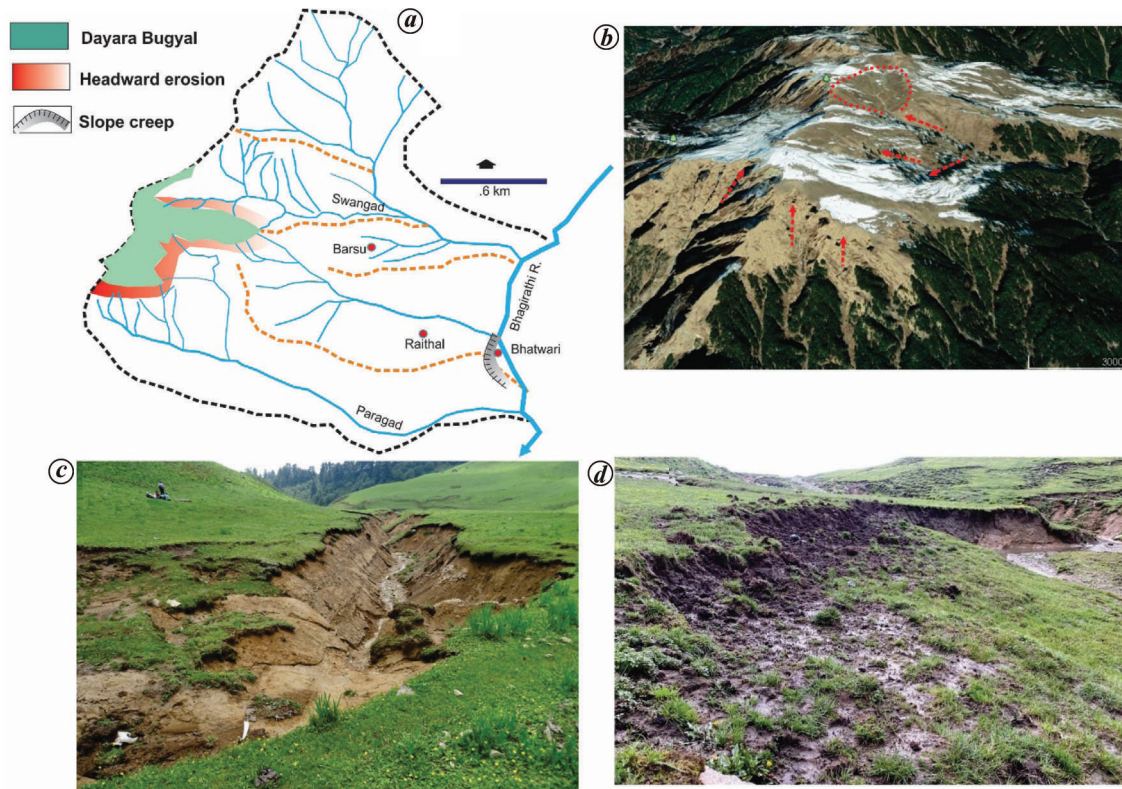 a
Dayara Bugyal
Headward erosion
Slope creep
.6 km
Swangad
Barsu
Bhagirathi R.
Raithal
Bhatwari
Paragad
b
3000
c
d